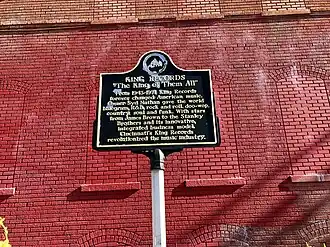 KING RECORDS
"The King of Them All"
From 1943-1971 King Records
forever changed American music.
Owner Syd Nathan gave the world
bluegrass, R&B, rock and roll, doo-wop,
country, soul and funk. With stars
from James Brown to the Stanley
Brothers and its innovative,
integrated business model,
Cincinnati's King Records
revolutionized the music industry.